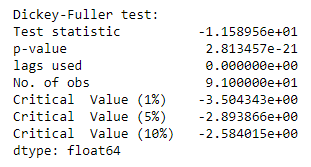 Dickey-Fuller test:
Test statistic -1.158956e+01
p-value 2.813457e-21
lags used 0.000000e+00
No. of obs 9.100000e+01
Critical  Value (1%) -3.504343e+00
Critical  Value (5%) -2.893866e+00
Critical  Value (10%) -2.584015e+00
dtype: float64